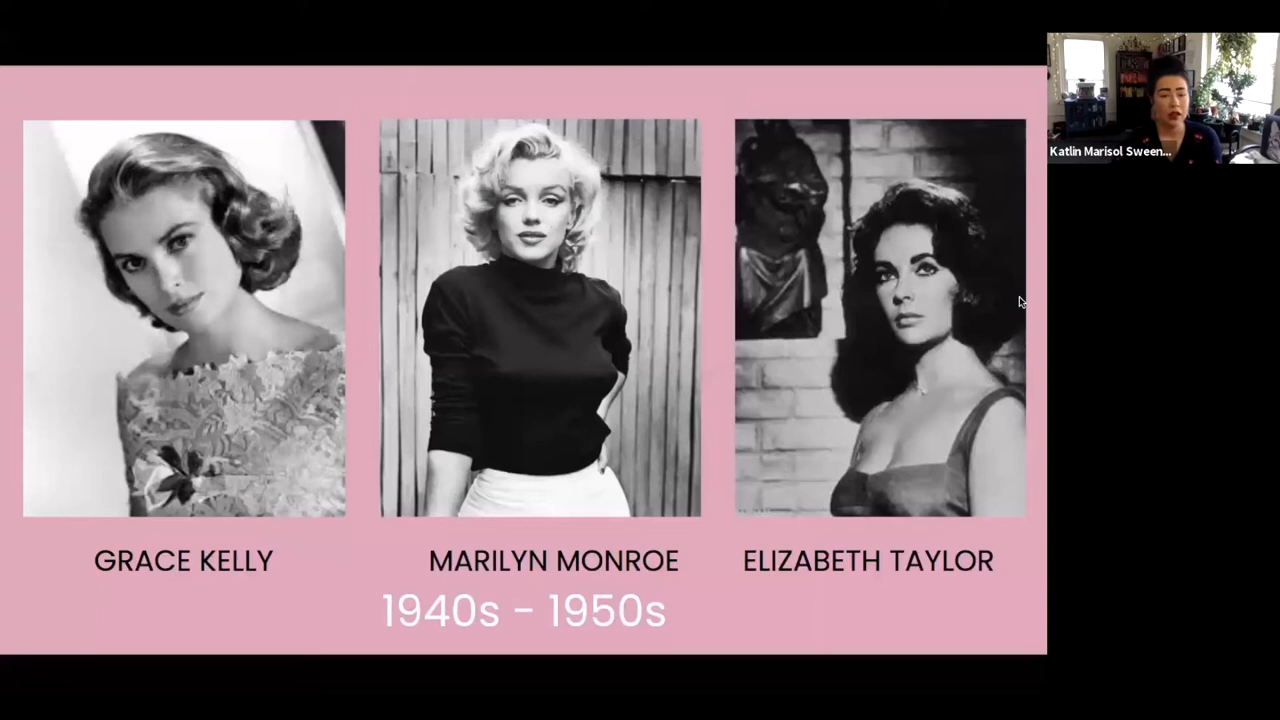 GRACE KELLY
MARILYN MONROE
ELIZABETH TAYLOR
1940s - 1950s
Katlin Marisol Sween...